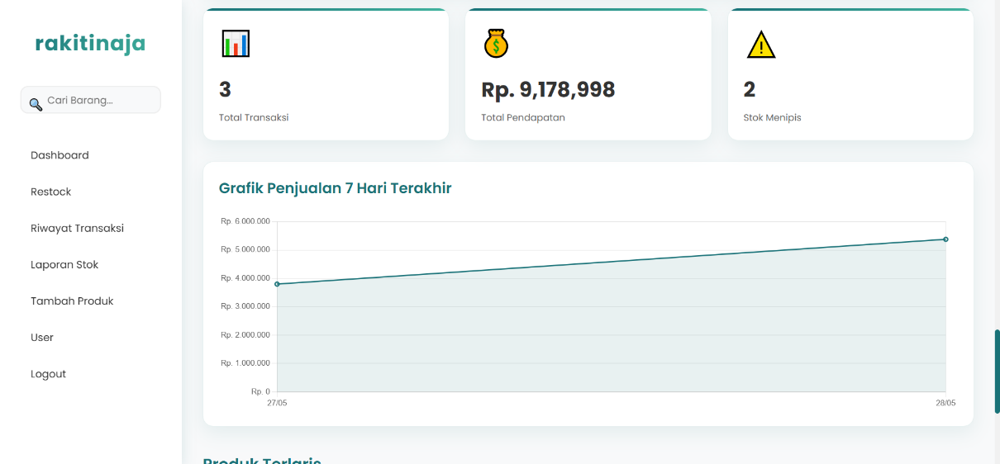 rakitinaja
Cari Barang...
Dashboard
Restock
Riwayat Transaksi
Laporan Stok
Tambah Produk
User
Logout
3
Total Transaksi
Rp. 9,178,998
Total Pendapatan
2
Stok Menipis
Grafik Penjualan 7 Hari Terakhir
Rp. 6.000.000
Rp. 5.000.000
Rp. 4.000.000
Rp. 3.000.000
Rp. 2.000.000
Rp. 1.000.000
Rp. 0
27/05
28/05
Produk Terlaris